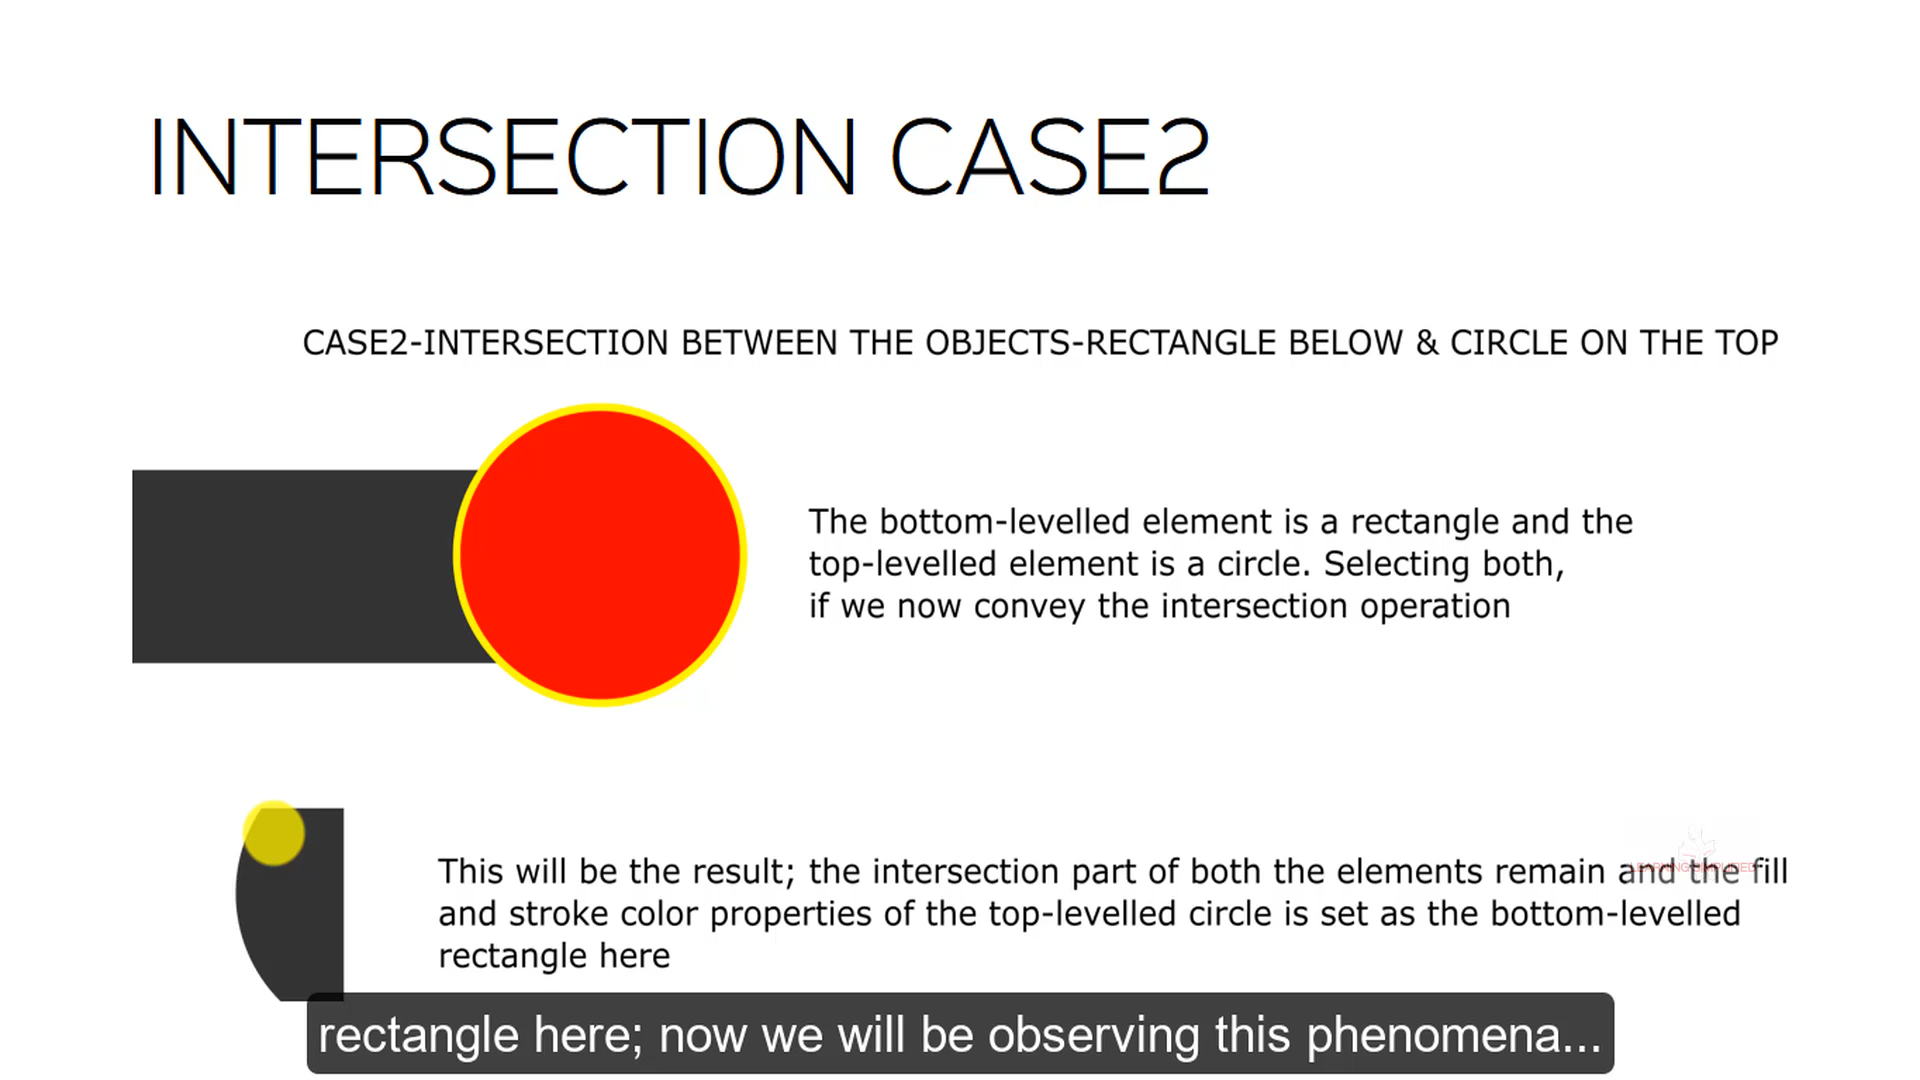 INTERSECTION CASE2
CASE2-INTERSECTION BETWEEN THE OBJECTS-RECTANGLE BELOW & CIRCLE ON THE TOP
The bottom-levelled element is a rectangle and the
top-levelled element is a circle. Selecting both,
if we now convey the intersection operation
This will be the result; the intersection part of both the elements remain and the fill
and stroke color properties of the top-levelled circle is set as the bottom-levelled
rectangle here
LEARNING SIMPLIFIED
rectangle here; now we will be observing this phenomena...